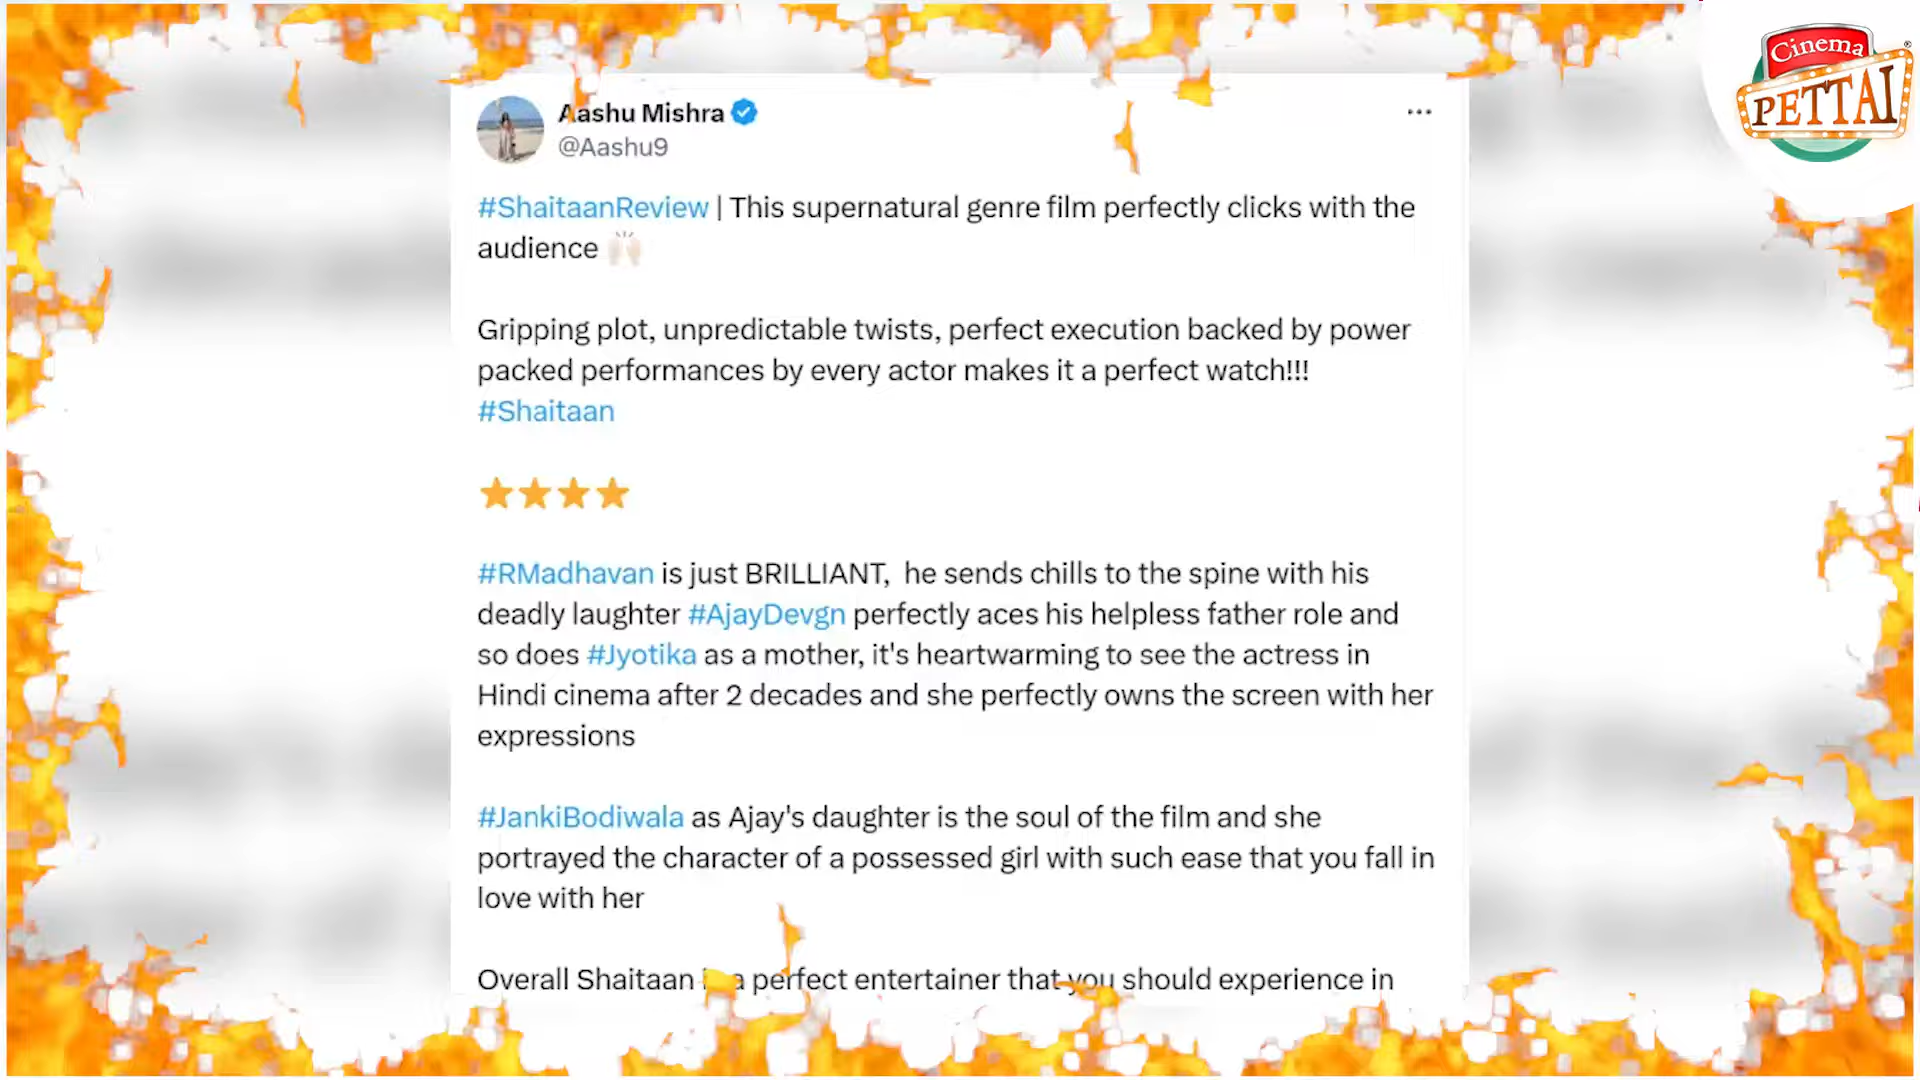 Cinema
PETTAI
Aashu Mishra
@Aashu9
#ShaitaanReview | This supernatural genre film perfectly clicks with the
audience 🙌🏻
Gripping plot, unpredictable twists, perfect execution backed by power
packed performances by every actor makes it a perfect watch!!!
#Shaitaan
⭐⭐⭐⭐
#RMadhavan is just BRILLIANT,  he sends chills to the spine with his
deadly laughter #AjayDevgn perfectly aces his helpless father role and
so does #Jyotika as a mother, it's heartwarming to see the actress in
Hindi cinema after 2 decades and she perfectly owns the screen with her
expressions
#JankiBodiwala as Ajay's daughter is the soul of the film and she
portrayed the character of a possessed girl with such ease that you fall in
love with her
Overall Shaitaan is a perfect entertainer that you should experience in